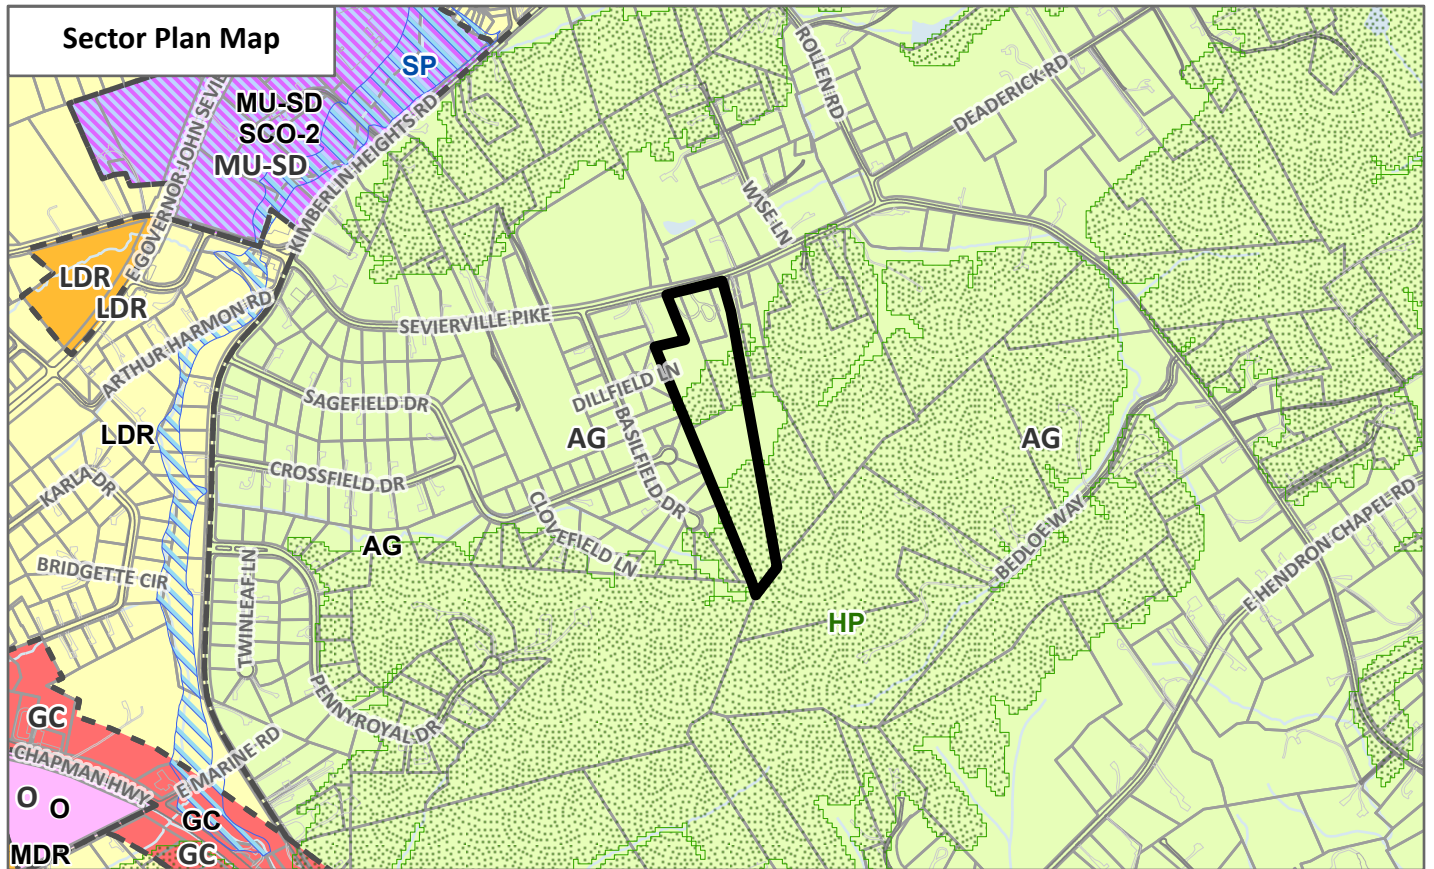 Sector Plan Map
SP
MU-SD
SCO-2
MU-SD
E GOVERNOR JOHN SEVI
KIMBERLIN HEIGHTS RD
ROLLEN RD
DEADERICK RD
WISE LN
LDR
LDR
ARTHUR HARMON RD
SEVIERVILLE PIKE
DILLFIELD LN
SAGEFIELD DR
BASILFIELD DR
AG
AG
LDR
CROSSFIELD DR
KARLA DR
CLOVEFIELD LN
AG
BRIDGETTE CIR
TWINLEAF LN
BEDLOE WAY
E HENDRON CHAPEL RD
HP
PENNYROYAL DR
GC
CHAPMAN HWY
E MARINE RD
O
O
GC
GC
MDR